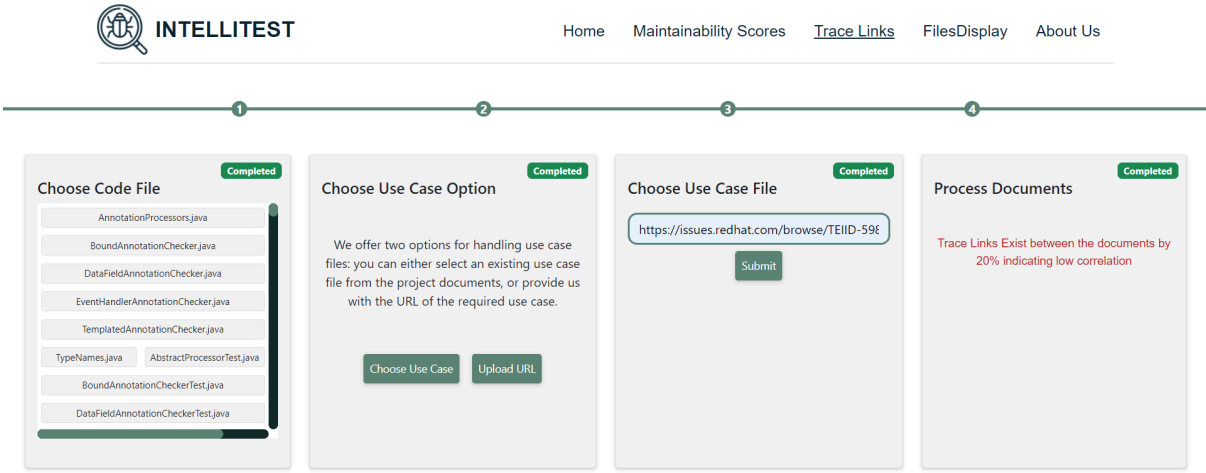 INTELLITEST
Home
Maintainability Scores
Trace Links
FilesDisplay
About Us
1
2
3
4
Completed
Choose Code File
AnnotationProcessors.java
BoundAnnotationChecker.java
DataFieldAnnotationChecker.java
EventHandlerAnnotationChecker.java
TemplatedAnnotationChecker.java
TypeNames.java
AbstractProcessorTest.java
BoundAnnotationCheckerTest.java
DataFieldAnnotationCheckerTest.java
Completed
Choose Use Case Option
We offer two options for handling use case
files: you can either select an existing use case
file from the project documents, or provide us
with the URL of the required use case.
Choose Use Case
Upload URL
Completed
Choose Use Case File
https://issues.redhat.com/browse/TEIID-598
Submit
Completed
Process Documents
Trace Links Exist between the documents by
20% indicating low correlation